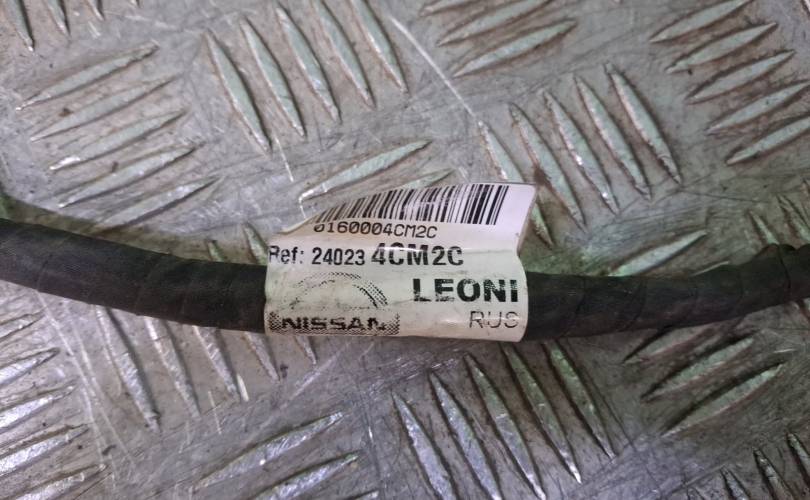 0160004CM2C
Ref: 24023 4CM2C
LEONI
NISSAN
RUS